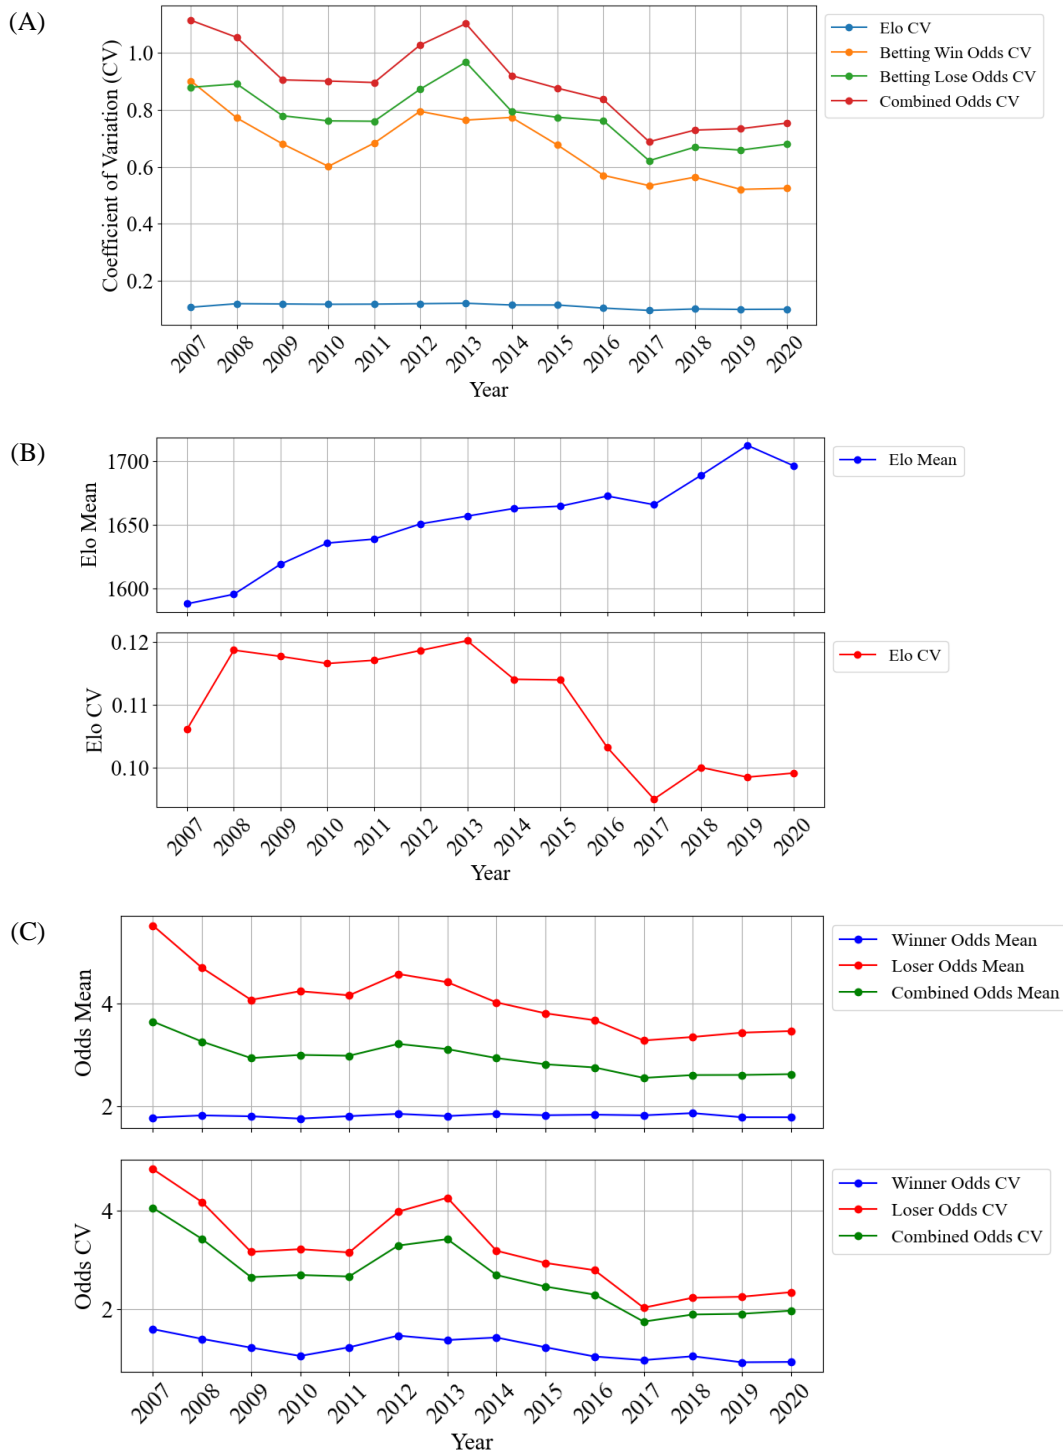 (A)
Coefficient of Variation (CV)
1.0
0.8
0.6
0.4
0.2
2007 2008 2009 2010 2011 2012 2013 2014 2015 2016 2017 2018 2019 2020
Year
Elo CV
Betting Win Odds CV
Betting Lose Odds CV
Combined Odds CV
(B)
Elo Mean
1700
1650
1600
Elo Mean
Elo CV
0.12
0.11
0.10
Elo CV
2007 2008 2009 2010 2011 2012 2013 2014 2015 2016 2017 2018 2019 2020
Year
(C)
Odds Mean
4
2
Winner Odds Mean
Loser Odds Mean
Combined Odds Mean
Odds CV
4
2
Winner Odds CV
Loser Odds CV
Combined Odds CV
2007 2008 2009 2010 2011 2012 2013 2014 2015 2016 2017 2018 2019 2020
Year